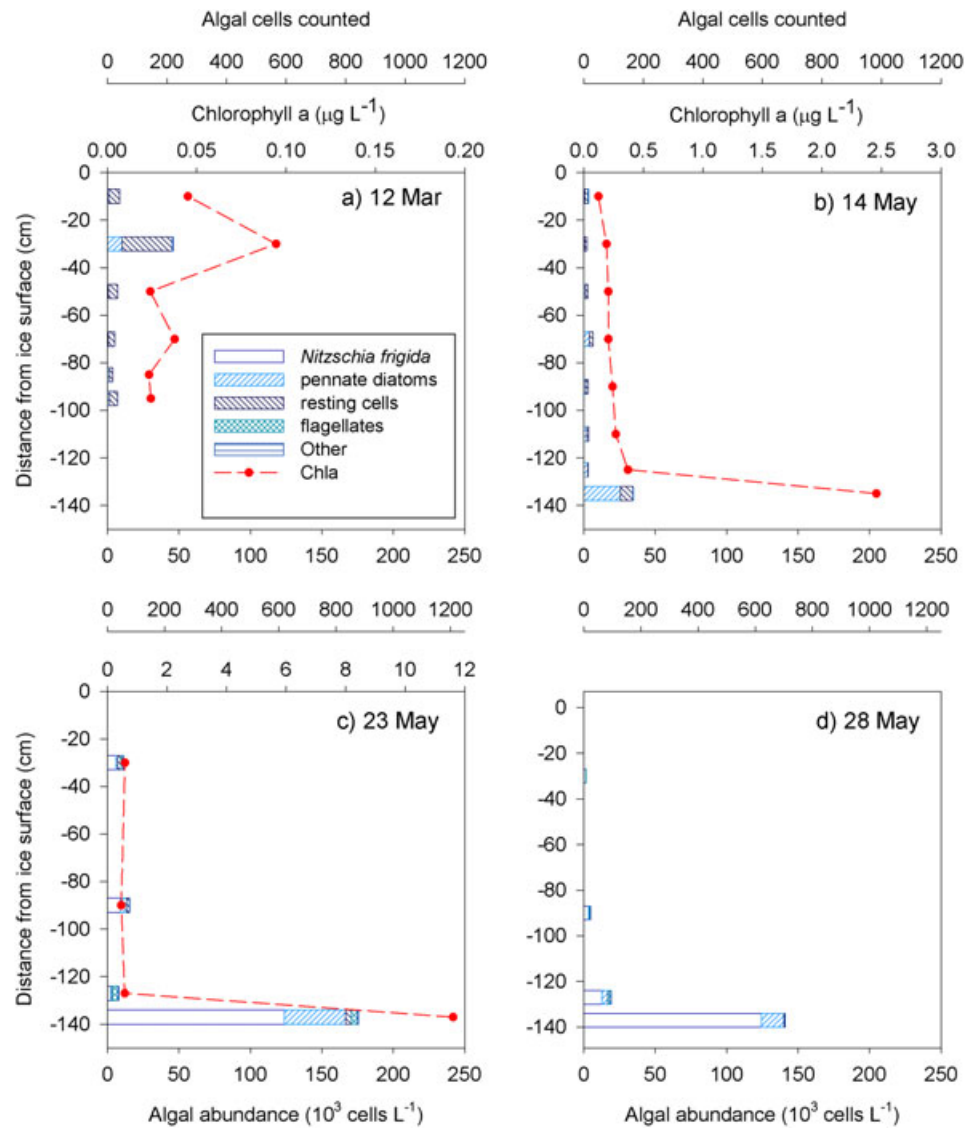 Algal cells counted Algal cells counted
0 200 400 600 800 1000 1200 0 200 400 600 800 1000 1200
Chlorophyll a (µg L-1) Chlorophyll a (µg L-1)
0.00 0.05 0.10 0.15 0.20 0.0 0.5 1.0 1.5 2.0 2.5 3.0
Distance from ice surface (cm)
0
-20
-40
-60
-80
-100
-120
-140
a) 12 Mar
Nitzschia frigida
pennate diatoms
resting cells
flagellates
Other
Chla
0 50 100 150 200 250
0
-20
-40
-60
-80
-100
-120
-140
b) 14 May
0 50 100 150 200 250
0 200 400 600 800 1000 1200
0 2 4 6 8 10 12
Distance from ice surface (cm)
0
-20
-40
-60
-80
-100
-120
-140
c) 23 May
0 50 100 150 200 250
Algal abundance (103 cells L-1)
0 200 400 600 800 1000 1200
0
-20
-40
-60
-80
-100
-120
-140
d) 28 May
0 50 100 150 200 250
Algal abundance (103 cells L-1)